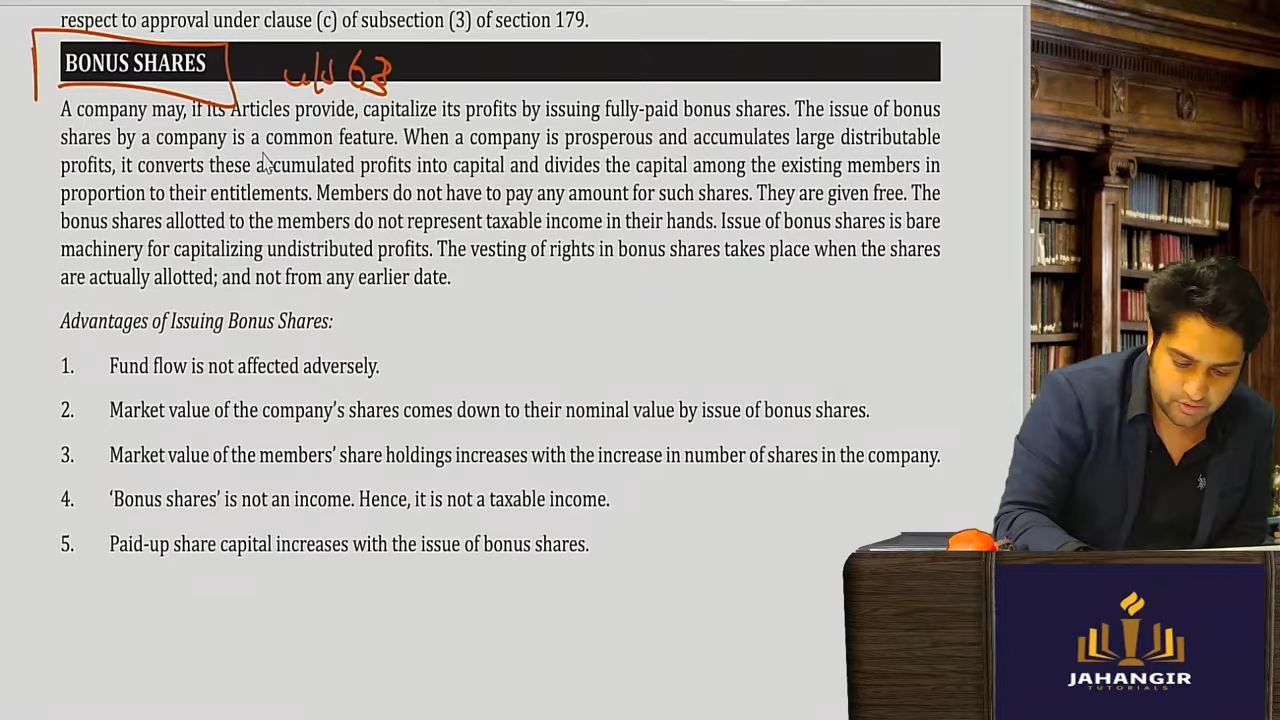 respect to approval under clause (c) of subsection (3) of section 179.
BONUS SHARES u/s 63
A company may, if its Articles provide, capitalize its profits by issuing fully-paid bonus shares. The issue of bonus
shares by a company is a common feature. When a company is prosperous and accumulates large distributable
profits, it converts these accumulated profits into capital and divides the capital among the existing members in
proportion to their entitlements. Members do not have to pay any amount for such shares. They are given free. The
bonus shares allotted to the members do not represent taxable income in their hands. Issue of bonus shares is bare
machinery for capitalizing undistributed profits. The vesting of rights in bonus shares takes place when the shares
are actually allotted; and not from any earlier date.
Advantages of Issuing Bonus Shares:
1. Fund flow is not affected adversely.
2. Market value of the company’s shares comes down to their nominal value by issue of bonus shares.
3. Market value of the members’ share holdings increases with the increase in number of shares in the company.
4. ‘Bonus shares’ is not an income. Hence, it is not a taxable income.
5. Paid-up share capital increases with the issue of bonus shares.
JAHANGIR
TUTORIALS